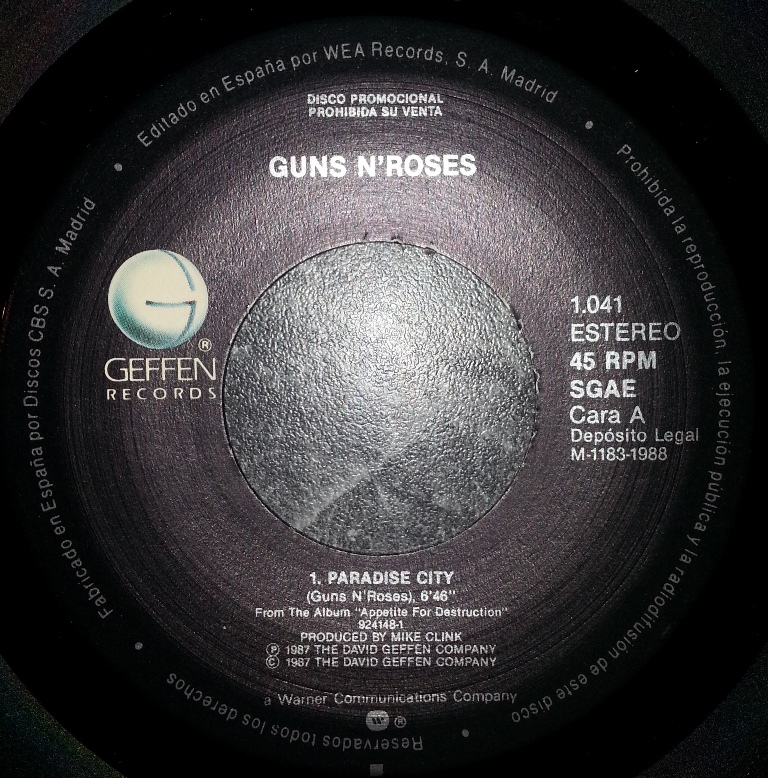 Editado en España por WEA Records, S. A. Madrid
Prohibida la reproducción, la ejecución pública y la radiodifusión de este disco
Reservados todos los derechos
Fabricado en España por Discos CBS S. A. Madrid
DISCO PROMOCIONAL
PROHIBIDA SU VENTA
GUNS N'ROSES
G
GEFFEN ®
RECORDS
1.041
ESTEREO
45 RPM
SGAE
Cara A
Depósito Legal
M-1183-1988
1. PARADISE CITY
(Guns N'Roses), 6'46"
From The Album "Appetite For Destruction"
924148-1
PRODUCED BY MIKE CLINK
Ⓟ 1987 THE DAVID GEFFEN COMPANY
© 1987 THE DAVID GEFFEN COMPANY
a Warner Communications Company
W ®